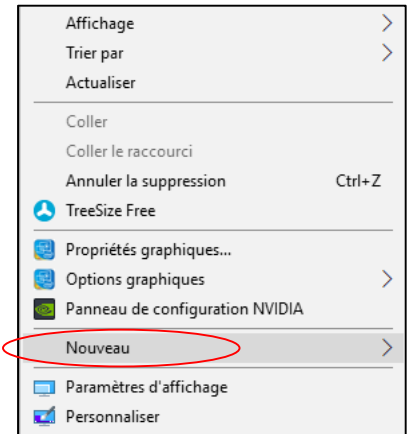 Affichage
Trier par
Actualiser
Coller
Coller le raccourci
Annuler la suppression Ctrl+Z
TreeSize Free
Propriétés graphiques...
Options graphiques
Panneau de configuration NVIDIA
Nouveau
Paramètres d'affichage
Personnaliser